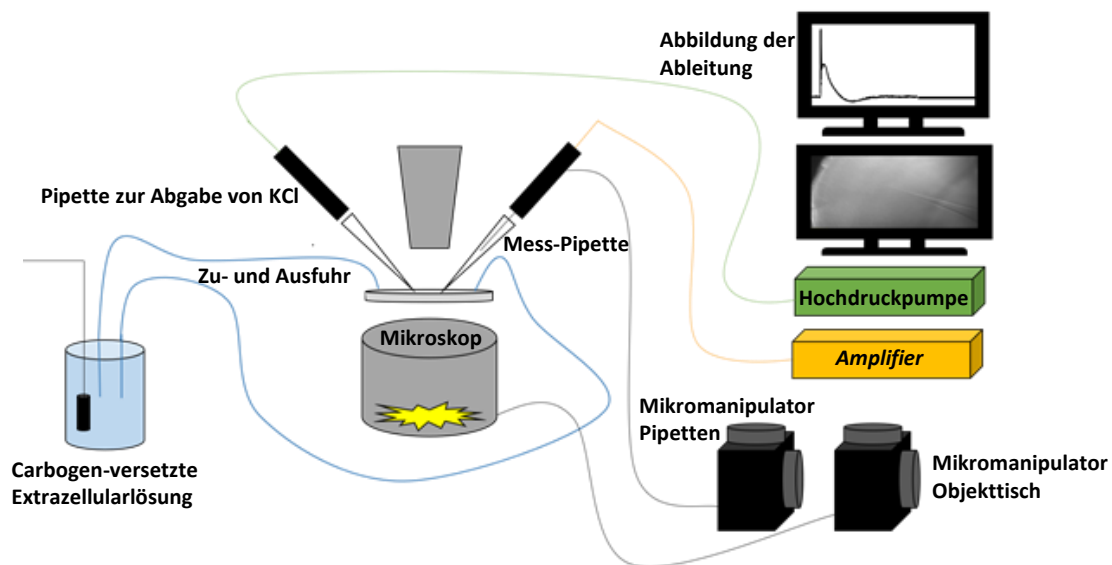 Abbildung der
Ableitung
Pipette zur Abgabe von KCl
Mess-Pipette
Zu- und Ausfuhr
Hochdruckpumpe
Mikroskop
Amplifier
Mikromanipulator
Pipetten
Mikromanipulator
Objekttisch
Carbogen-versetzte
Extrazellularlösung